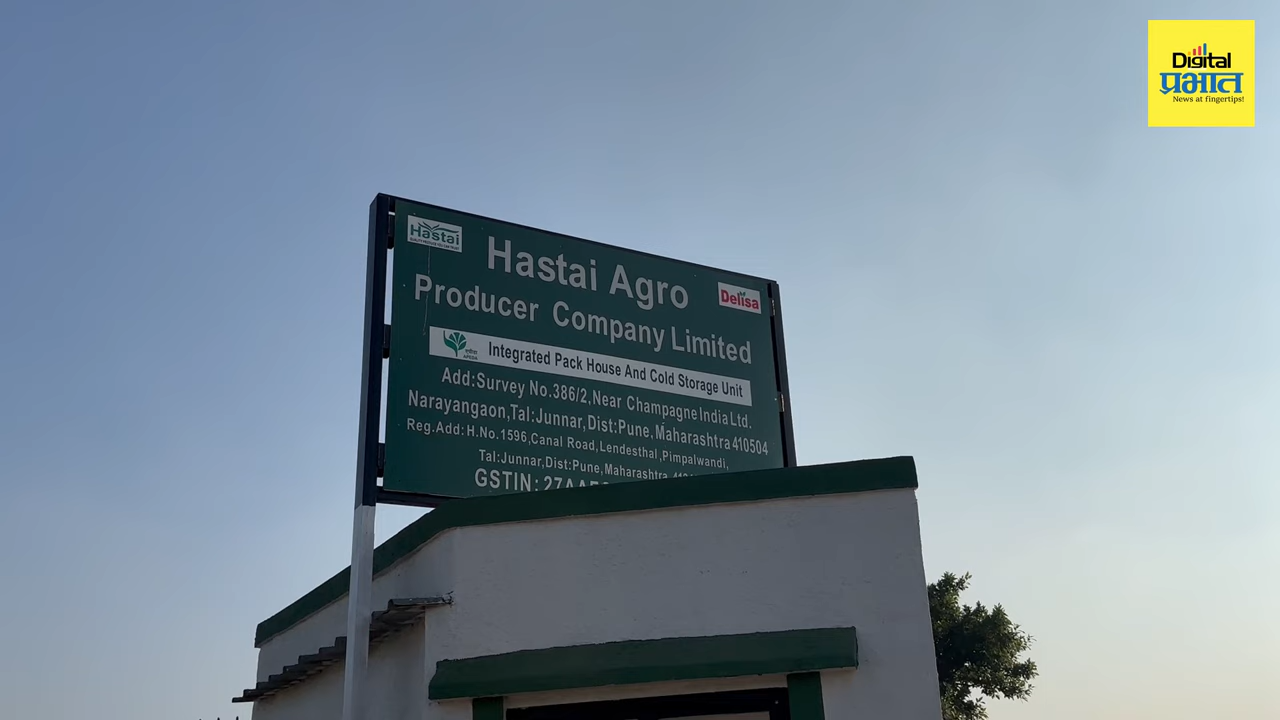 Digital
प्रभात
News at fingertips!
Hastai
Hastai Agro
Delisa
Producer Company Limited
APEDA
Integrated Pack House And Cold Storage Unit
Add:Survey No.386/2,Near Champagne India Ltd.
Narayangaon,Tal:Junnar,Dist:Pune, Maharashtra 410504
Reg.Add: H.No. 1596,Canal Road,Lendesthal,Pimpalwandi,
Tal:Junnar,Dist:Pune,Maharashtra
GSTIN: